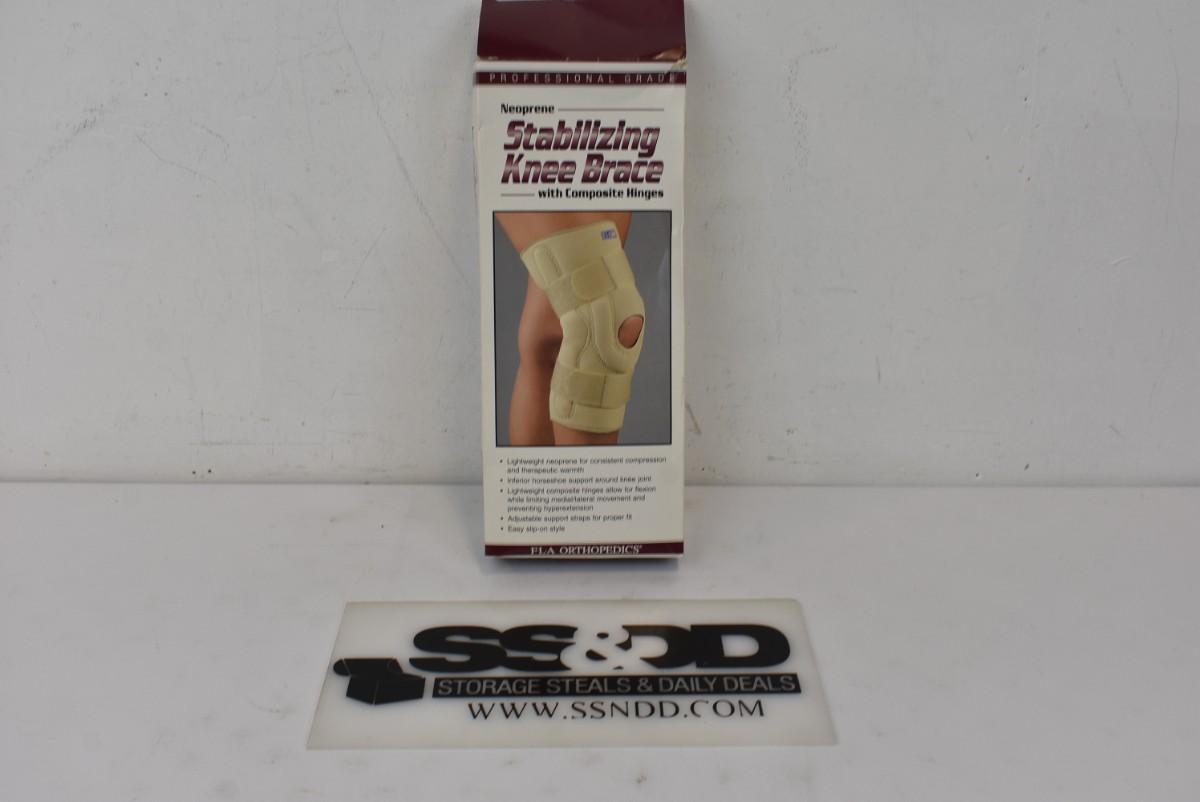 PROFESSIONAL GRADE
Neoprene
Stabilizing
Knee Brace
with Composite Hinges
• Lightweight neoprene for consistent compression
and therapeutic warmth
• Inferior horseshoe support around knee joint
• Lightweight composite hinges allow for flexion
while limiting medial/lateral movement and
preventing hyperextension
• Adjustable support straps for proper fit
• Easy slip-on style
FLA ORTHOPEDICS®
SS&DD
STORAGE STEALS & DAILY DEALS
WWW.SSNDD.COM